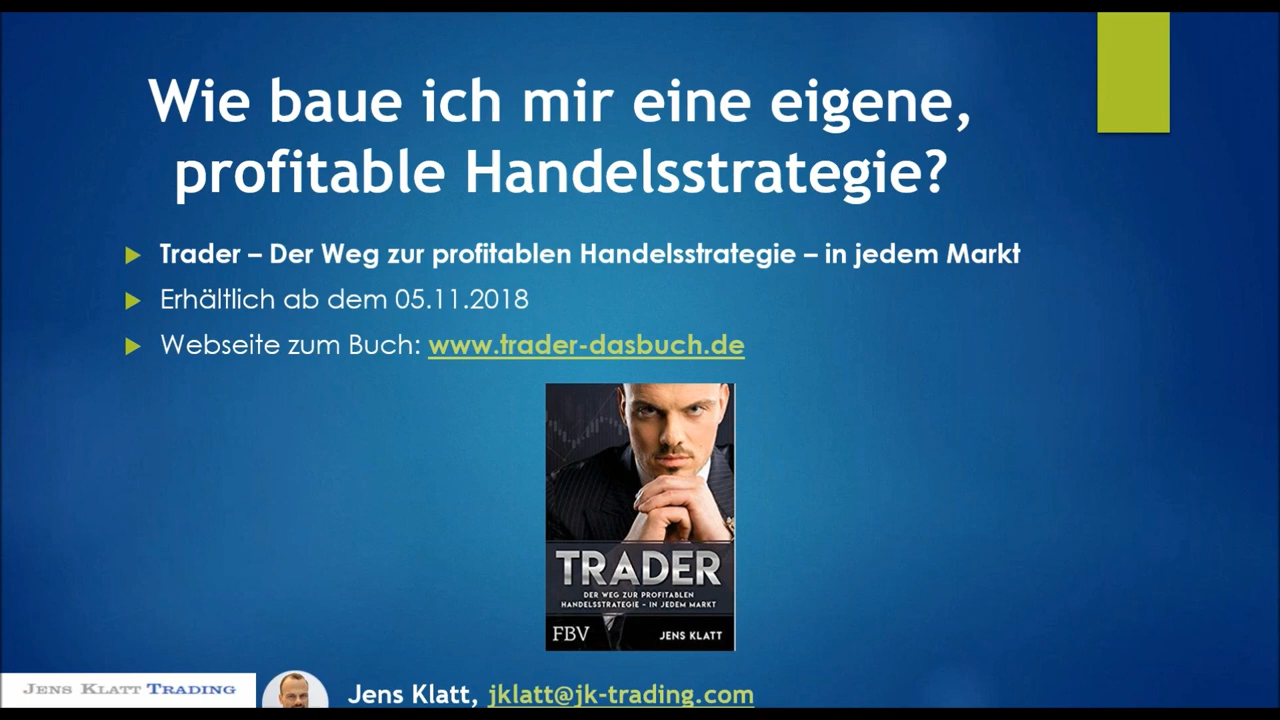 Wie baue ich mir eine eigene,
profitable Handelsstrategie?
Trader – Der Weg zur profitablen Handelsstrategie – in jedem Markt
Erhältlich ab dem 05.11.2018
Webseite zum Buch: www.trader-dasbuch.de
TRADER
DER WEG ZUR PROFITABLEN
HANDELSSTRATEGIE – IN JEDEM MARKT
FBV JENS KLATT
JENS KLATT TRADING
Jens Klatt, jklatt@jk-trading.com